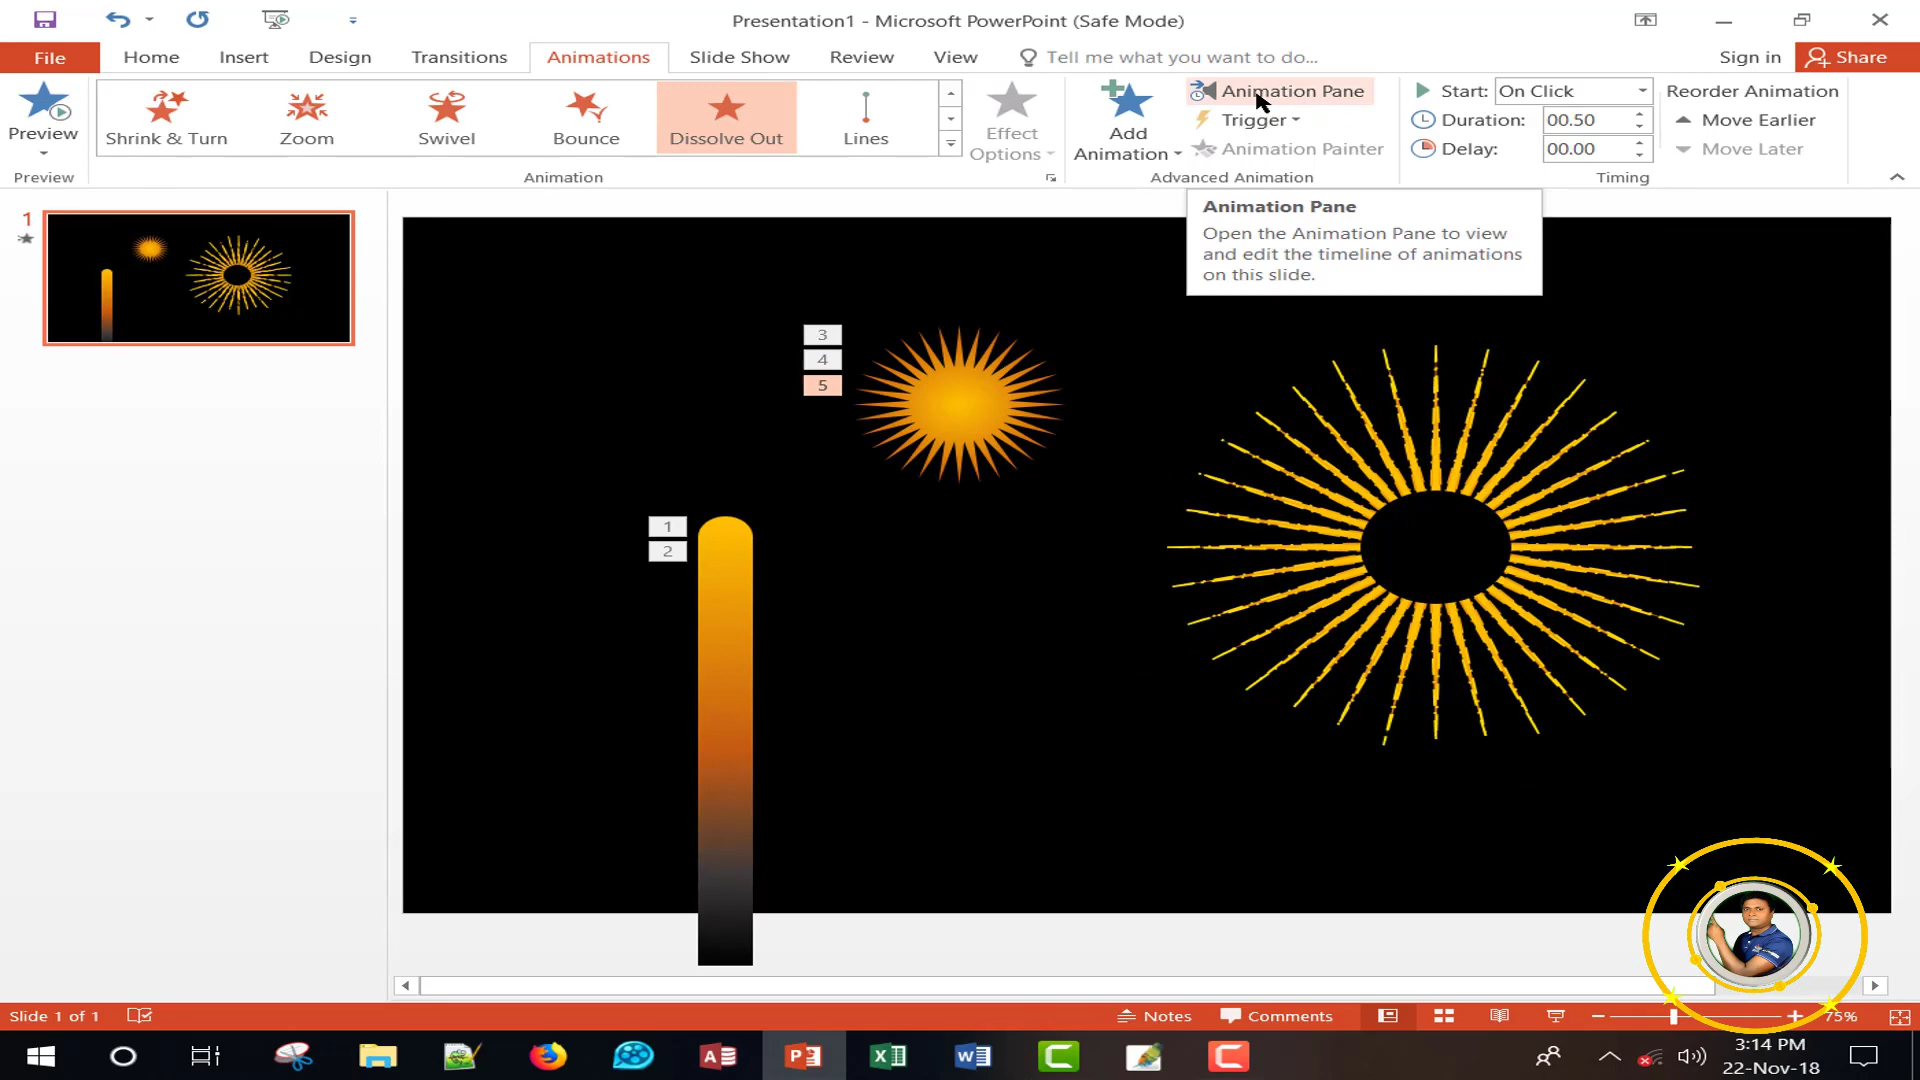 Presentation1 - Microsoft PowerPoint (Safe Mode)
File Home Insert Design Transitions Animations Slide Show Review View Tell me what you want to do... Sign in Share
Preview
Preview
Shrink & Turn Zoom Swivel Bounce Dissolve Out Lines
Animation
Effect
Options
Add
Animation
Animation Pane
Trigger
Animation Painter
Advanced Animation
Start: On Click
Duration: 00.50
Delay: 00.00
Timing
Reorder Animation
Move Earlier
Move Later
Animation Pane
Open the Animation Pane to view
and edit the timeline of animations
on this slide.
1
3
4
5
1
2
Slide 1 of 1 Notes Comments 75%
3:14 PM
22-Nov-18